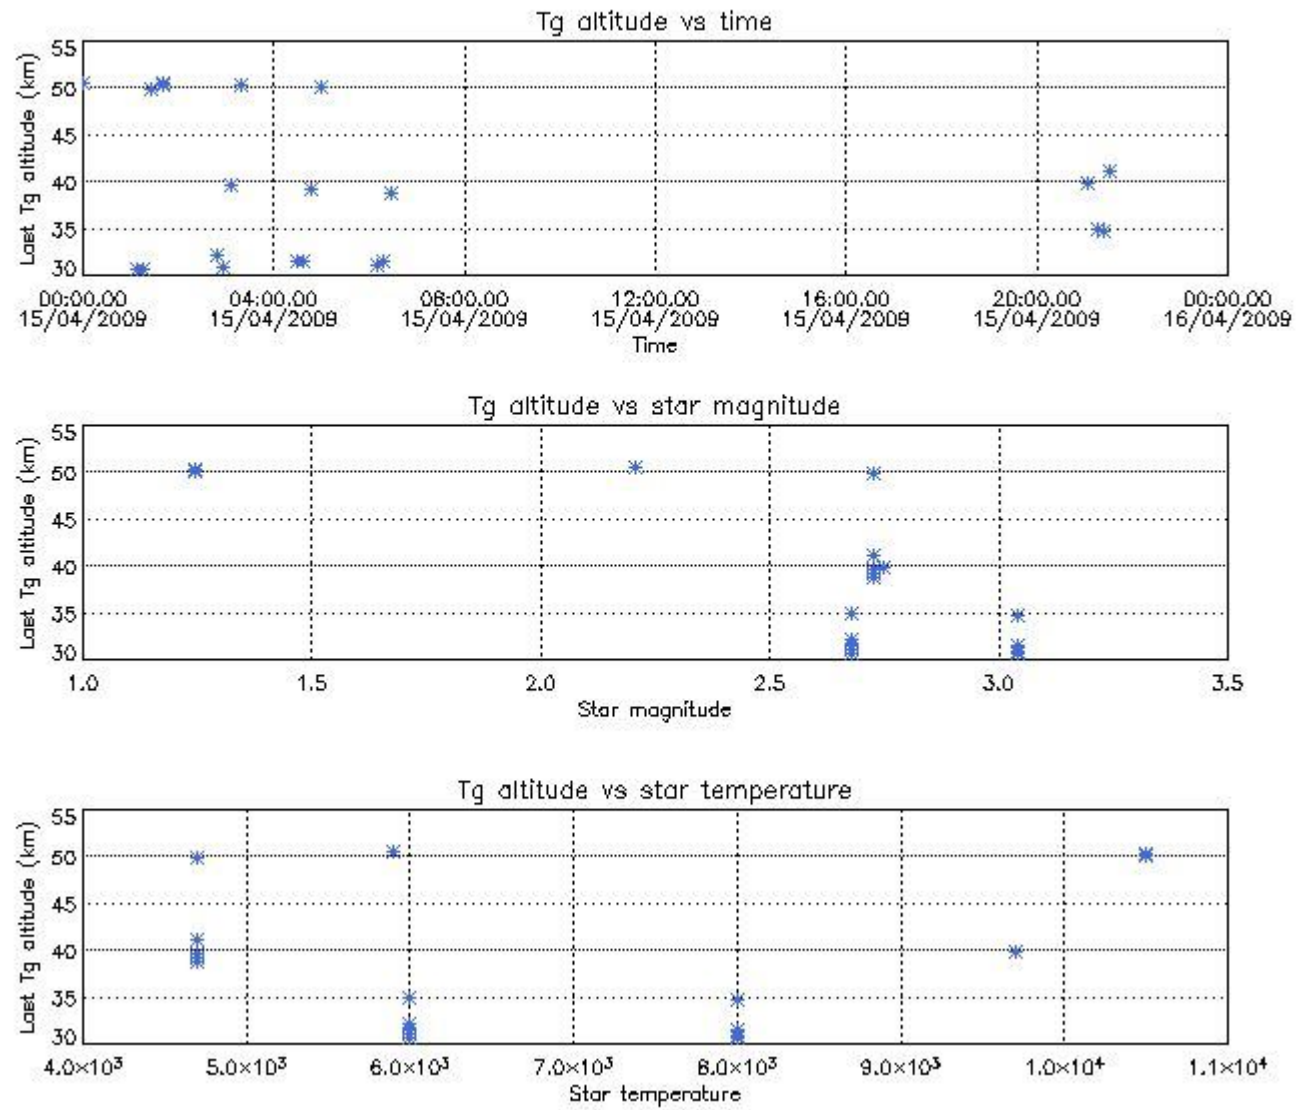 Tg altitude vs time
Last Tg altitude (km)
55
50
45
40
35
30
00:00.00 04:00.00 08:00.00 12:00.00 16:00.00 20:00.00 00:00.00
15/04/2009 15/04/2009 15/04/2009 15/04/2009 15/04/2009 15/04/2009 16/04/2009
Time
Tg altitude vs star magnitude
Last Tg altitude (km)
55
50
45
40
35
30
1.0 1.5 2.0 2.5 3.0 3.5
Star magnitude
Tg altitude vs star temperature
Last Tg altitude (km)
55
50
45
40
35
30
4.0×10³ 5.0×10³ 6.0×10³ 7.0×10³ 8.0×10³ 9.0×10³ 1.0×10⁴ 1.1×10⁴
Star temperature